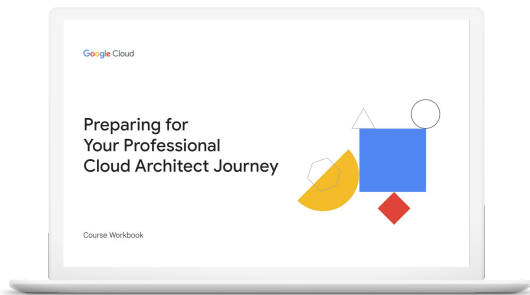 Google Cloud
Preparing for
Your Professional
Cloud Architect Journey
Course Workbook